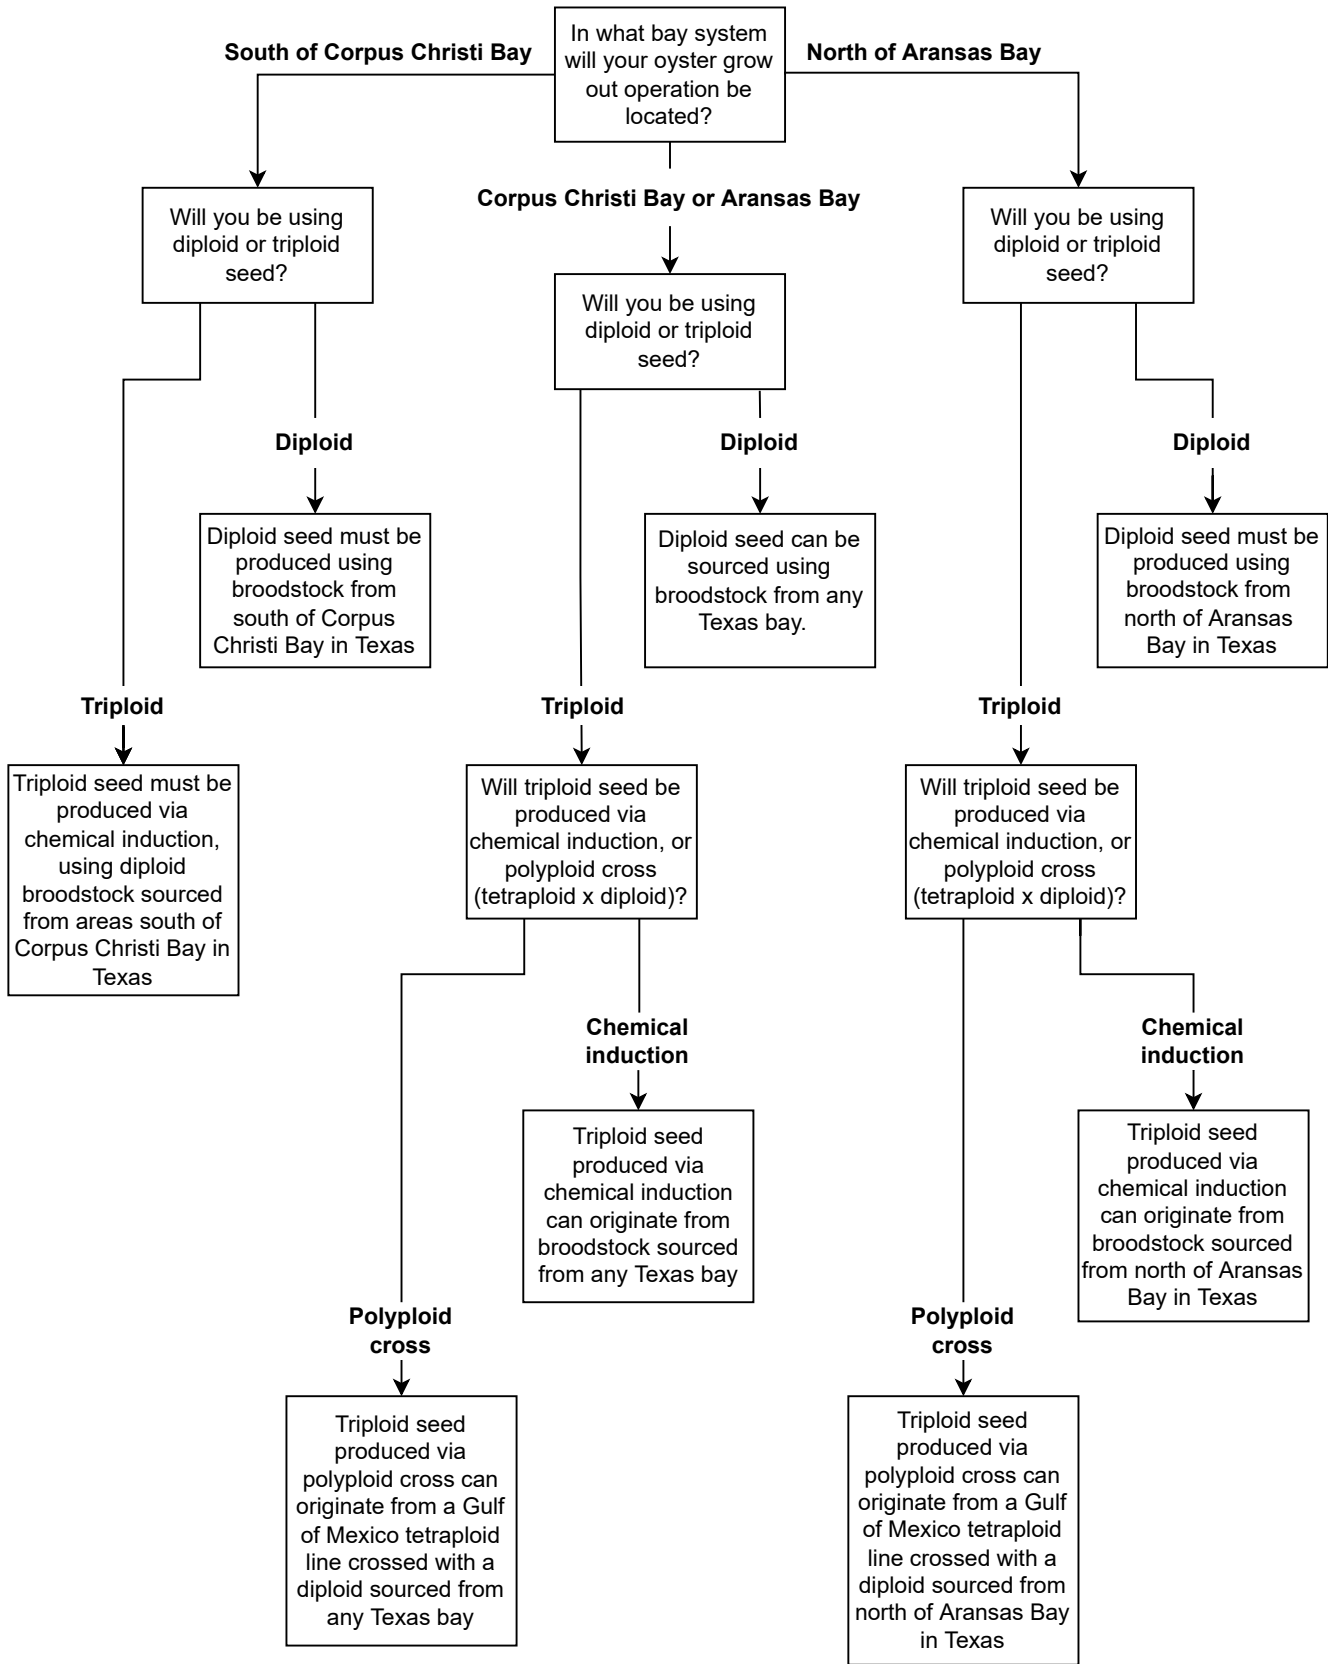 In what bay system
will your oyster grow
out operation be
located?
South of Corpus Christi Bay
North of Aransas Bay
Corpus Christi Bay or Aransas Bay
Will you be using
diploid or triploid
seed?
Will you be using
diploid or triploid
seed?
Will you be using
diploid or triploid
seed?
Diploid
Diploid
Diploid
Diploid seed must be
produced using
broodstock from
south of Corpus
Christi Bay in Texas
Diploid seed can be
sourced using
broodstock from any
Texas bay.
Diploid seed must be
produced using
broodstock from
north of Aransas
Bay in Texas
Triploid
Triploid
Triploid
Triploid seed must be
produced via
chemical induction,
using diploid
broodstock sourced
from areas south of
Corpus Christi Bay in
Texas
Will triploid seed be
produced via
chemical induction, or
polyploid cross
(tetraploid x diploid)?
Will triploid seed be
produced via
chemical induction, or
polyploid cross
(tetraploid x diploid)?
Chemical
induction
Chemical
induction
Triploid seed
produced via
chemical induction
can originate from
broodstock sourced
from any Texas bay
Triploid seed
produced via
chemical induction
can originate from
broodstock sourced
from north of Aransas
Bay in Texas
Polyploid
cross
Polyploid
cross
Triploid seed
produced via
polyploid cross can
originate from a Gulf
of Mexico tetraploid
line crossed with a
diploid sourced from
any Texas bay
Triploid seed
produced via
polyploid cross can
originate from a Gulf
of Mexico tetraploid
line crossed with a
diploid sourced from
north of Aransas Bay
in Texas